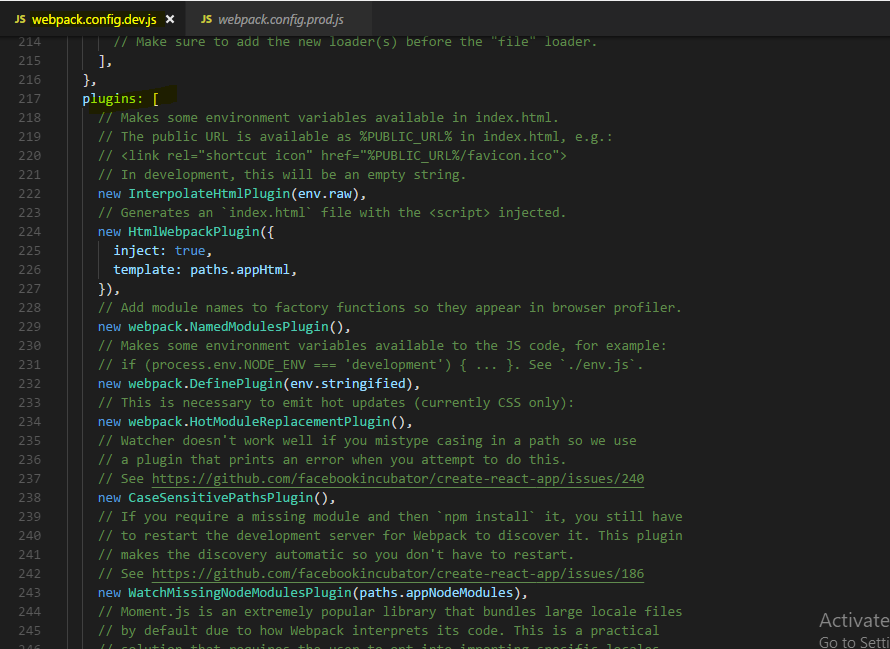 JS webpack.config.dev.js ×
JS webpack.config.prod.js
214 // Make sure to add the new loader(s) before the "file" loader.
215 ],
216 },
217 plugins: [
218 // Makes some environment variables available in index.html.
219 // The public URL is available as %PUBLIC_URL% in index.html, e.g.:
220 // <link rel="shortcut icon" href="%PUBLIC_URL%/favicon.ico">
221 // In development, this will be an empty string.
222 new InterpolateHtmlPlugin(env.raw),
223 // Generates an `index.html` file with the <script> injected.
224 new HtmlWebpackPlugin({
225 inject: true,
226 template: paths.appHtml,
227 }),
228 // Add module names to factory functions so they appear in browser profiler.
229 new webpack.NamedModulesPlugin(),
230 // Makes some environment variables available to the JS code, for example:
231 // if (process.env.NODE_ENV === 'development') { ... }. See `./env.js`.
232 new webpack.DefinePlugin(env.stringified),
233 // This is necessary to emit hot updates (currently CSS only):
234 new webpack.HotModuleReplacementPlugin(),
235 // Watcher doesn't work well if you mistype casing in a path so we use
236 // a plugin that prints an error when you attempt to do this.
237 // See https://github.com/facebookincubator/create-react-app/issues/240
238 new CaseSensitivePathsPlugin(),
239 // If you require a missing module and then `npm install` it, you still have
240 // to restart the development server for Webpack to discover it. This plugin
241 // makes the discovery automatic so you don't have to restart.
242 // See https://github.com/facebookincubator/create-react-app/issues/186
243 new WatchMissingNodeModulesPlugin(paths.appNodeModules),
244 // Moment.js is an extremely popular library that bundles large locale files
245 // by default due to how Webpack interprets its code. This is a practical
246 // solution that requires the user to opt into importing specific locales.
Activate
Go to Setti